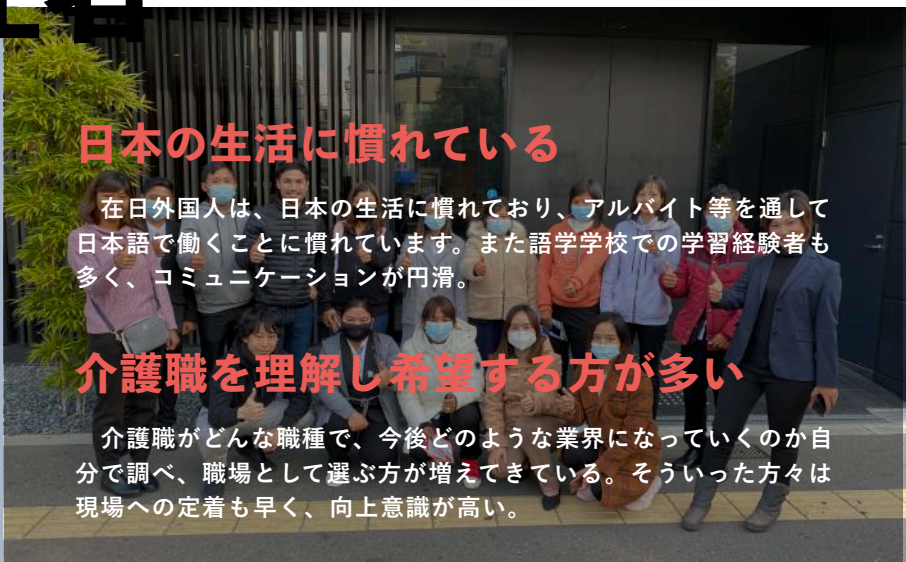 日本の生活に慣れている
在日外国人は、日本の生活に慣れており、アルバイト等を通して
日本語で働くことに慣れています。また語学学校での学習経験者も
多く、コミュニケーションが円滑。
介護職を理解し希望する方が多い
介護職がどんな職種で、今後どのような業界になっていくのか自
分で調べ、職場として選ぶ方が増えてきている。そういった方々は
現場への定着も早く、向上意識が高い。